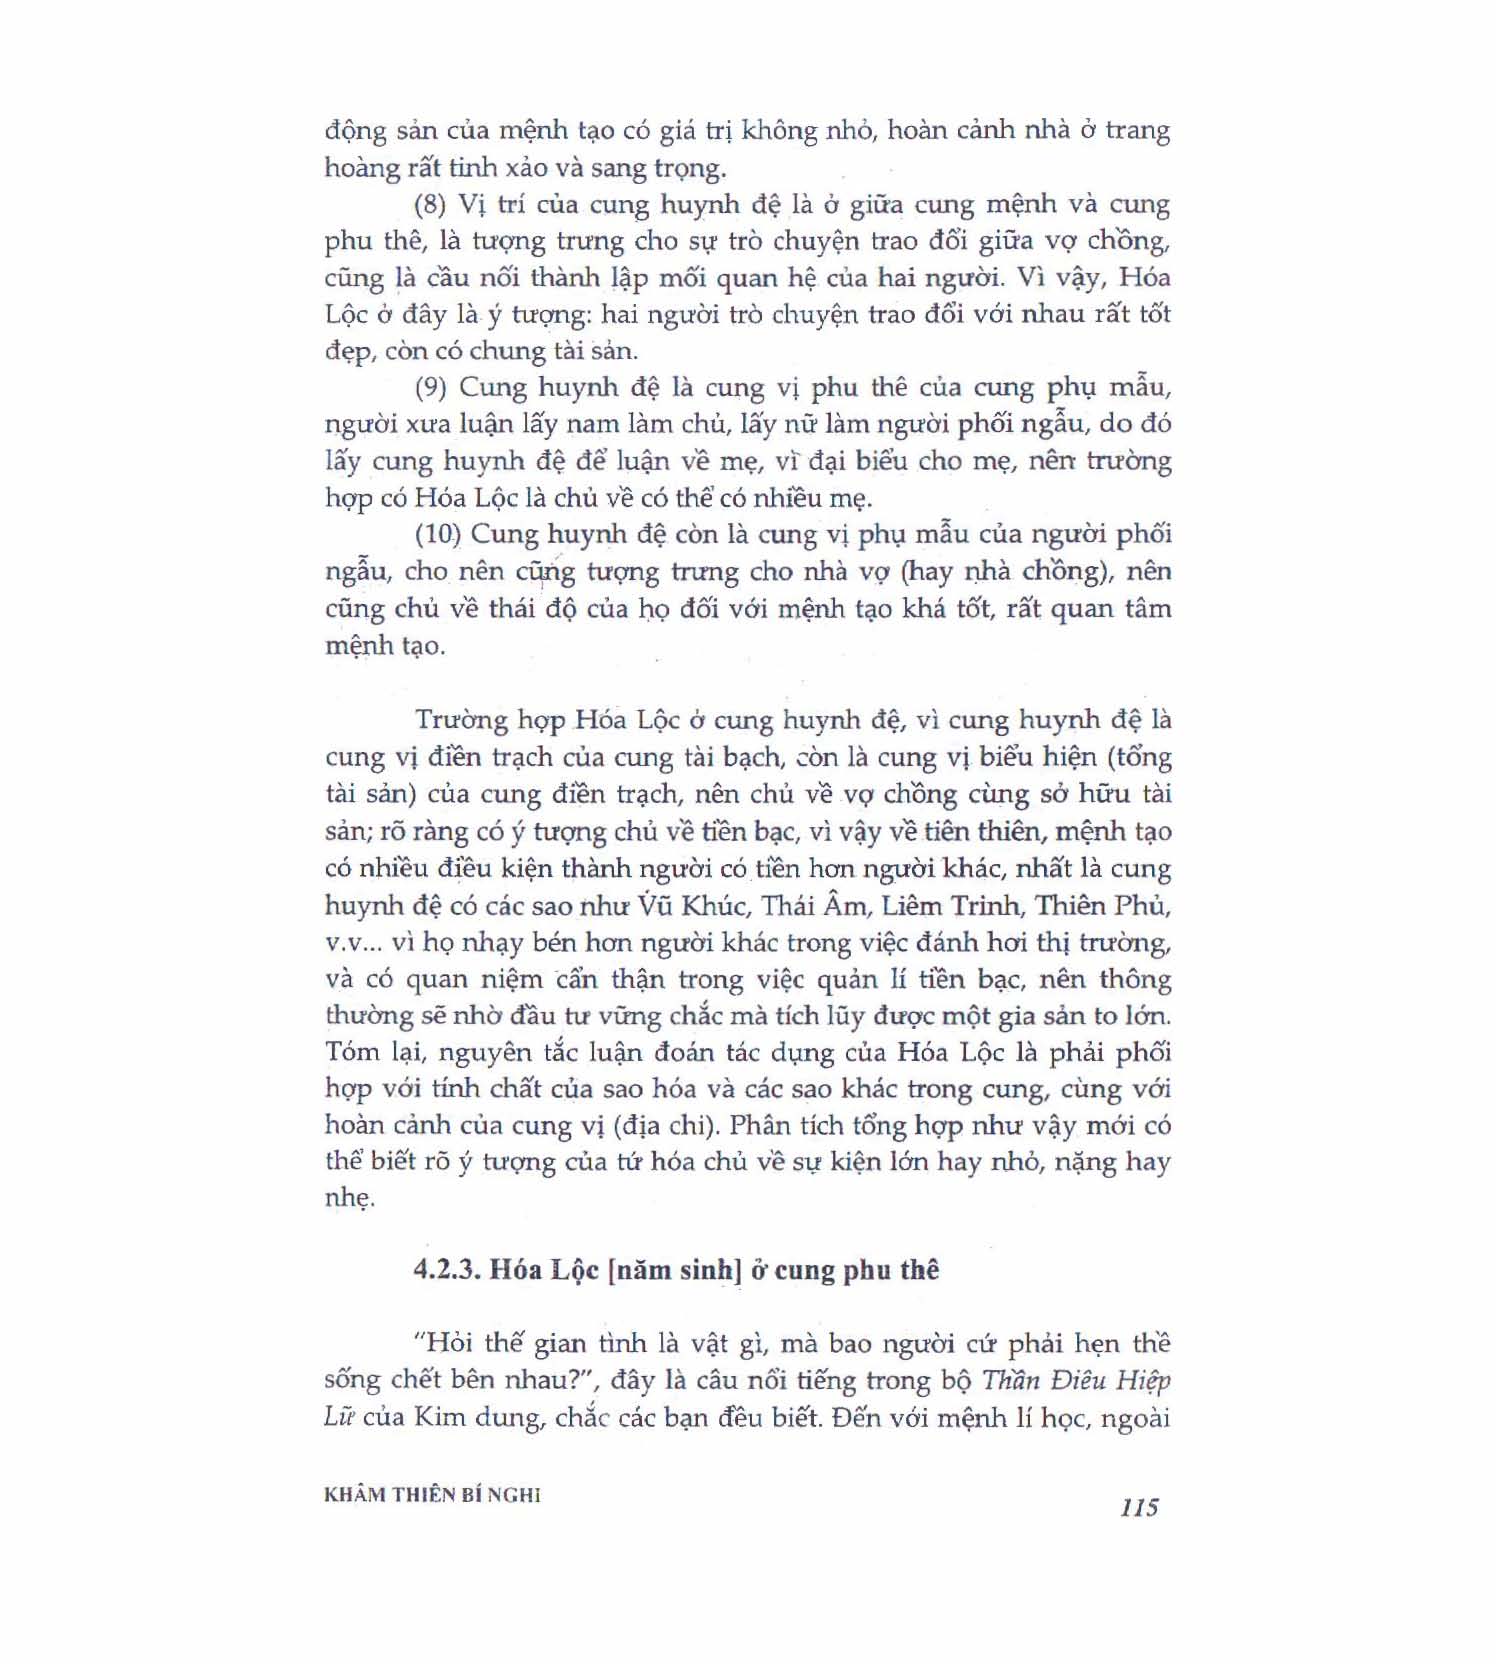 động sản của mệnh tạo có giá trị không nhỏ, hoàn cảnh nhà ở trang
hoàng rất tinh xảo và sang trọng.
(8) Vị trí của cung huynh đệ là ở giữa cung mệnh và cung
phu thê, là tượng trưng cho sự trò chuyện trao đổi giữa vợ chồng,
cũng là cầu nối thành lập mối quan hệ của hai người. Vì vậy, Hóa
Lộc ở đây là ý tượng: hai người trò chuyện trao đổi với nhau rất tốt
đẹp, còn có chung tài sản.
(9) Cung huynh đệ là cung vị phu thê của cung phụ mẫu,
người xưa luận lấy nam làm chủ, lấy nữ làm người phối ngẫu, do đó
lấy cung huynh đệ để luận về mẹ, vì đại biểu cho mẹ, nên trường
hợp có Hóa Lộc là chủ về có thể có nhiều mẹ.
(10) Cung huynh đệ còn là cung vị phụ mẫu của người phối
ngẫu, cho nên cũng tượng trưng cho nhà vợ (hay nhà chồng), nên
cũng chủ về thái độ của họ đối với mệnh tạo khá tốt, rất quan tâm
mệnh tạo.
Trường hợp Hóa Lộc ở cung huynh đệ, vì cung huynh đệ là
cung vị điền trạch của cung tài bạch, còn là cung vị biểu hiện (tổng
tài sản) của cung điền trạch, nên chủ về vợ chồng cùng sở hữu tài
sản; rõ ràng có ý tượng chủ về tiền bạc, vì vậy về tiên thiên, mệnh tạo
có nhiều điều kiện thành người có tiền hơn người khác, nhất là cung
huynh đệ có các sao như Vũ Khúc, Thái Âm, Liêm Trinh, Thiên Phủ,
v.v... vì họ nhạy bén hơn người khác trong việc đánh hơi thị trường,
và có quan niệm cẩn thận trong việc quản lí tiền bạc, nên thông
thường sẽ nhờ đầu tư vững chắc mà tích lũy được một gia sản to lớn.
Tóm lại, nguyên tắc luận đoán tác dụng của Hóa Lộc là phải phối
hợp với tính chất của sao hóa và các sao khác trong cung, cùng với
hoàn cảnh của cung vị (địa chi). Phân tích tổng hợp như vậy mới có
thể biết rõ ý tượng của tứ hóa chủ về sự kiện lớn hay nhỏ, nặng hay
nhẹ.
4.2.3. Hóa Lộc [năm sinh] ở cung phu thê
"Hỏi thế gian tình là vật gì, mà bao người cứ phải hẹn thề
sống chết bên nhau?", đây là câu nổi tiếng trong bộ Thần Điêu Hiệp
Lữ của Kim dung, chắc các bạn đều biết. Đến với mệnh lí học, ngoài
KHÂM THIÊN BÍ NGHI
115